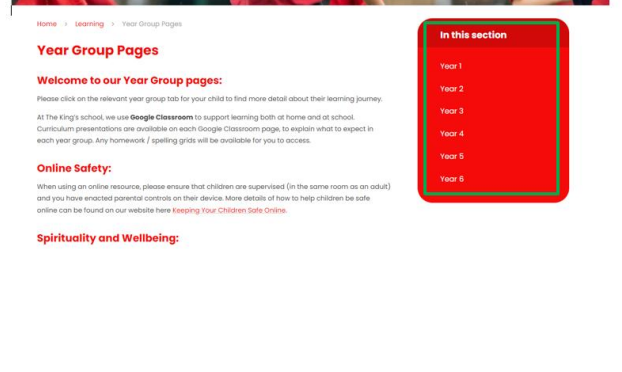 Home > Learning > Year Group Pages
Year Group Pages
Welcome to our Year Group pages:
Please click on the relevant year group tab for your child to find more detail about their learning journey.
At The King's school, we use Google Classroom to support learning both at home and at school.
Curriculum presentations are available on each Google Classroom page, to explain what to expect in
each year group. Any homework / spelling grids will be available for you to access.
Online Safety:
When using an online resource, please ensure that children are supervised (in the same room as an adult)
and you have enacted parental controls on their device. More details of how to help children be safe
online can be found on our website here Keeping Your Children Safe Online.
Spirituality and Wellbeing:
In this section
Year 1
Year 2
Year 3
Year 4
Year 5
Year 6